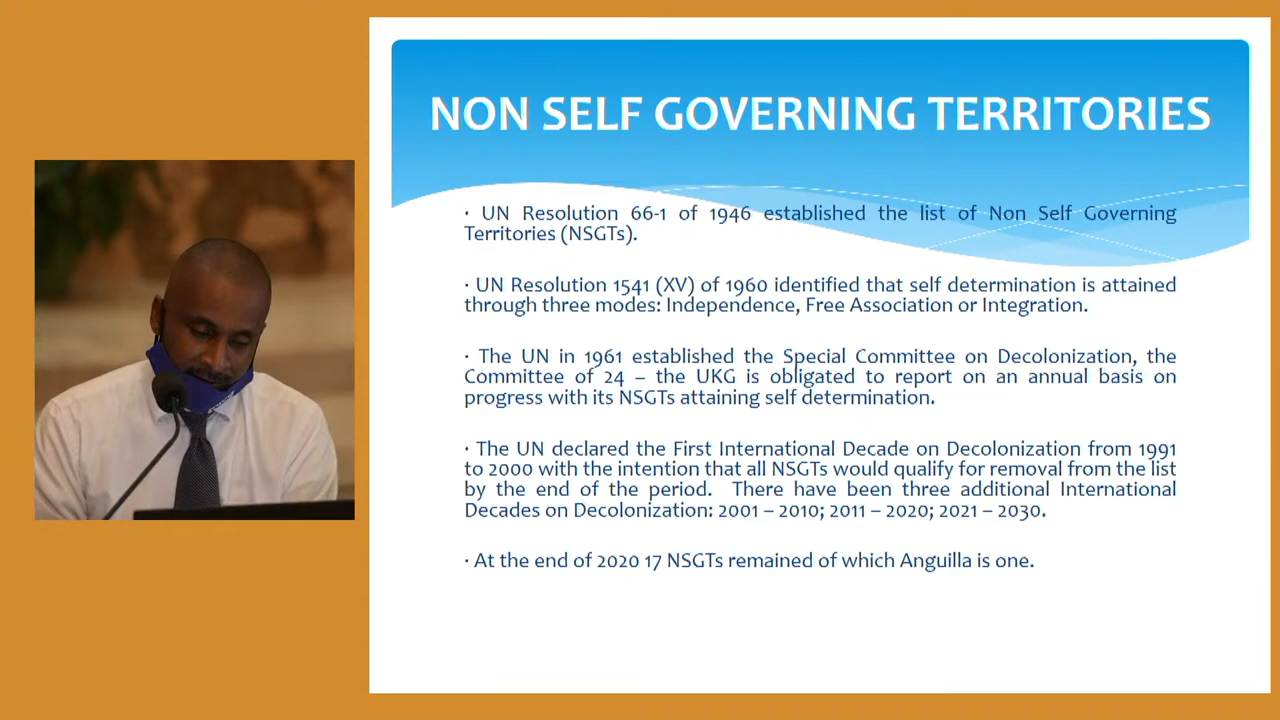 NON SELF GOVERNING TERRITORIES
· UN Resolution 66-1 of 1946 established the list of Non Self Governing
Territories (NSGTs).
· UN Resolution 1541 (XV) of 1960 identified that self determination is attained
through three modes: Independence, Free Association or Integration.
· The UN in 1961 established the Special Committee on Decolonization, the
Committee of 24 – the UKG is obligated to report on an annual basis on
progress with its NSGTs attaining self determination.
· The UN declared the First International Decade on Decolonization from 1991
to 2000 with the intention that all NSGTs would qualify for removal from the list
by the end of the period.  There have been three additional International
Decades on Decolonization: 2001 – 2010; 2011 – 2020; 2021 – 2030.
· At the end of 2020 17 NSGTs remained of which Anguilla is one.